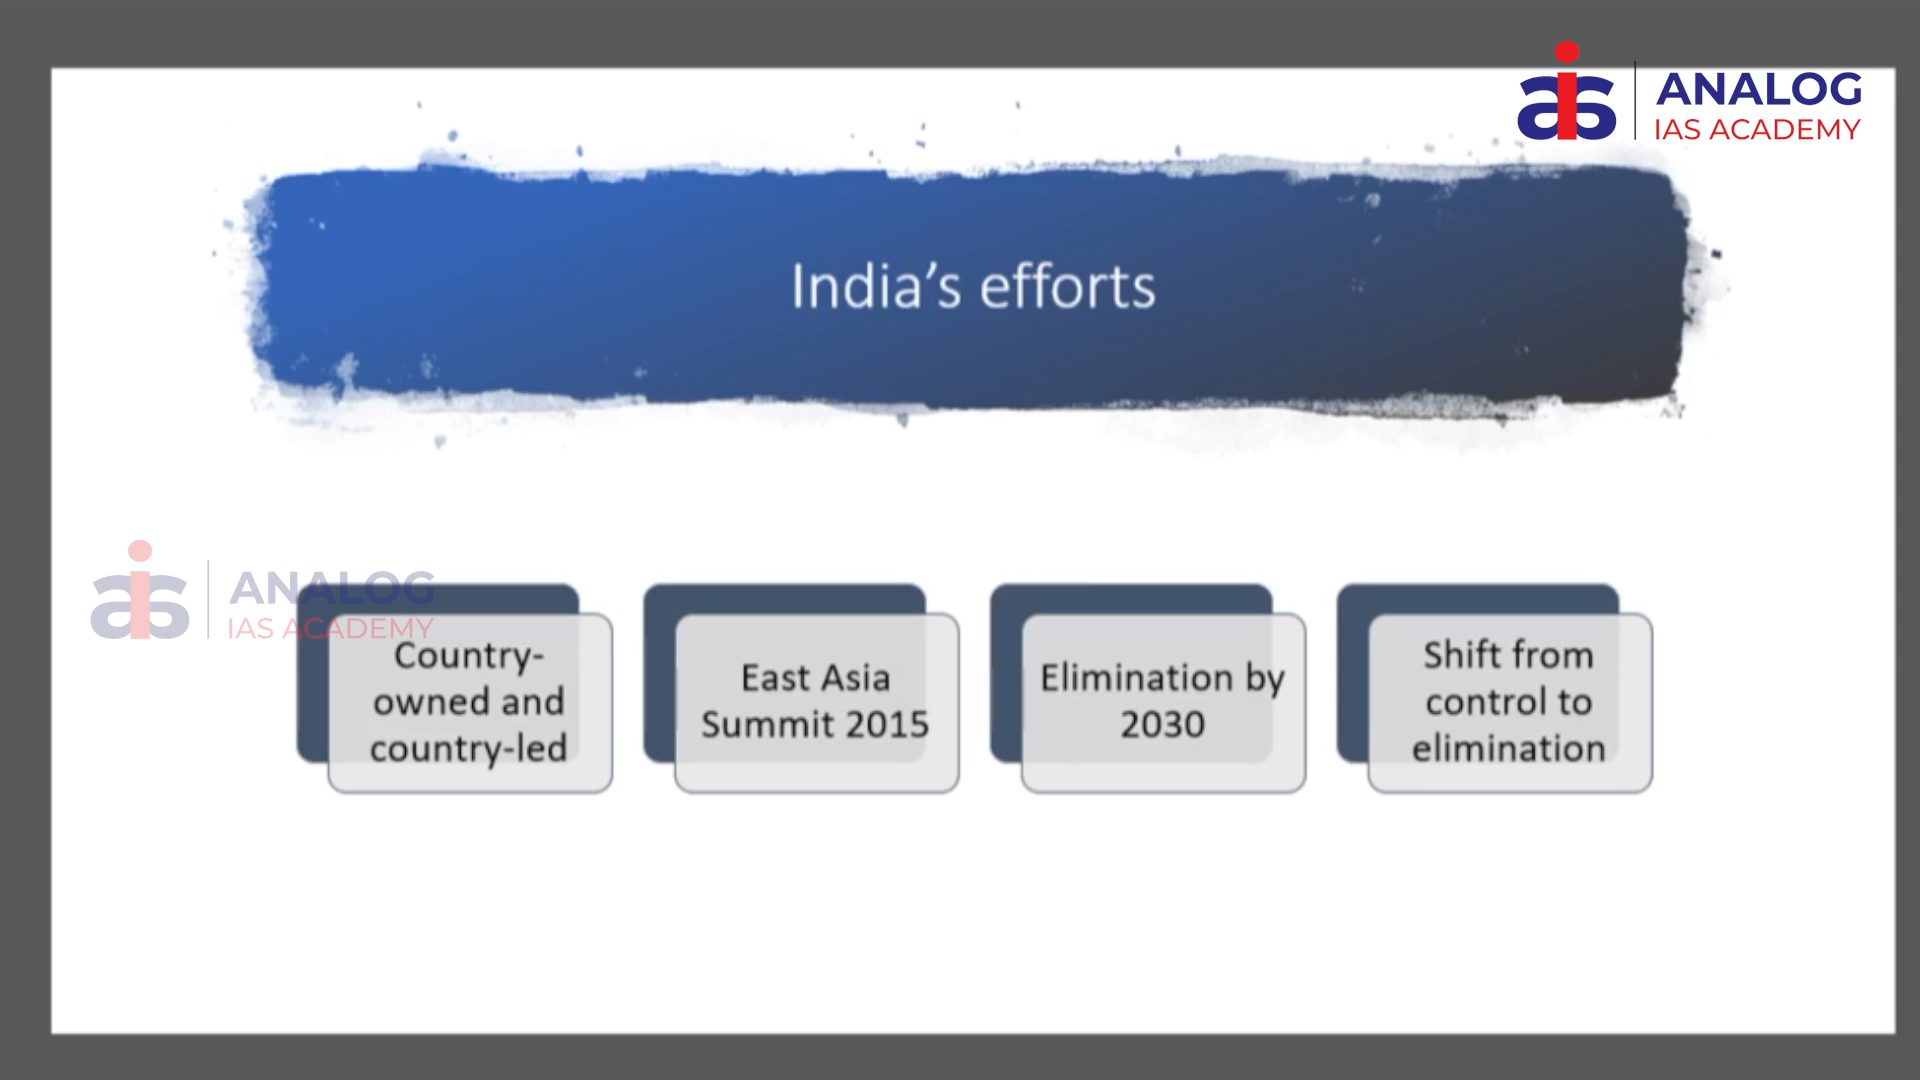 ANALOG
IAS ACADEMY
India's efforts
ANALOG
IAS ACADEMY
Country-
owned and
country-led
East Asia
Summit 2015
Elimination by
2030
Shift from
control to
elimination